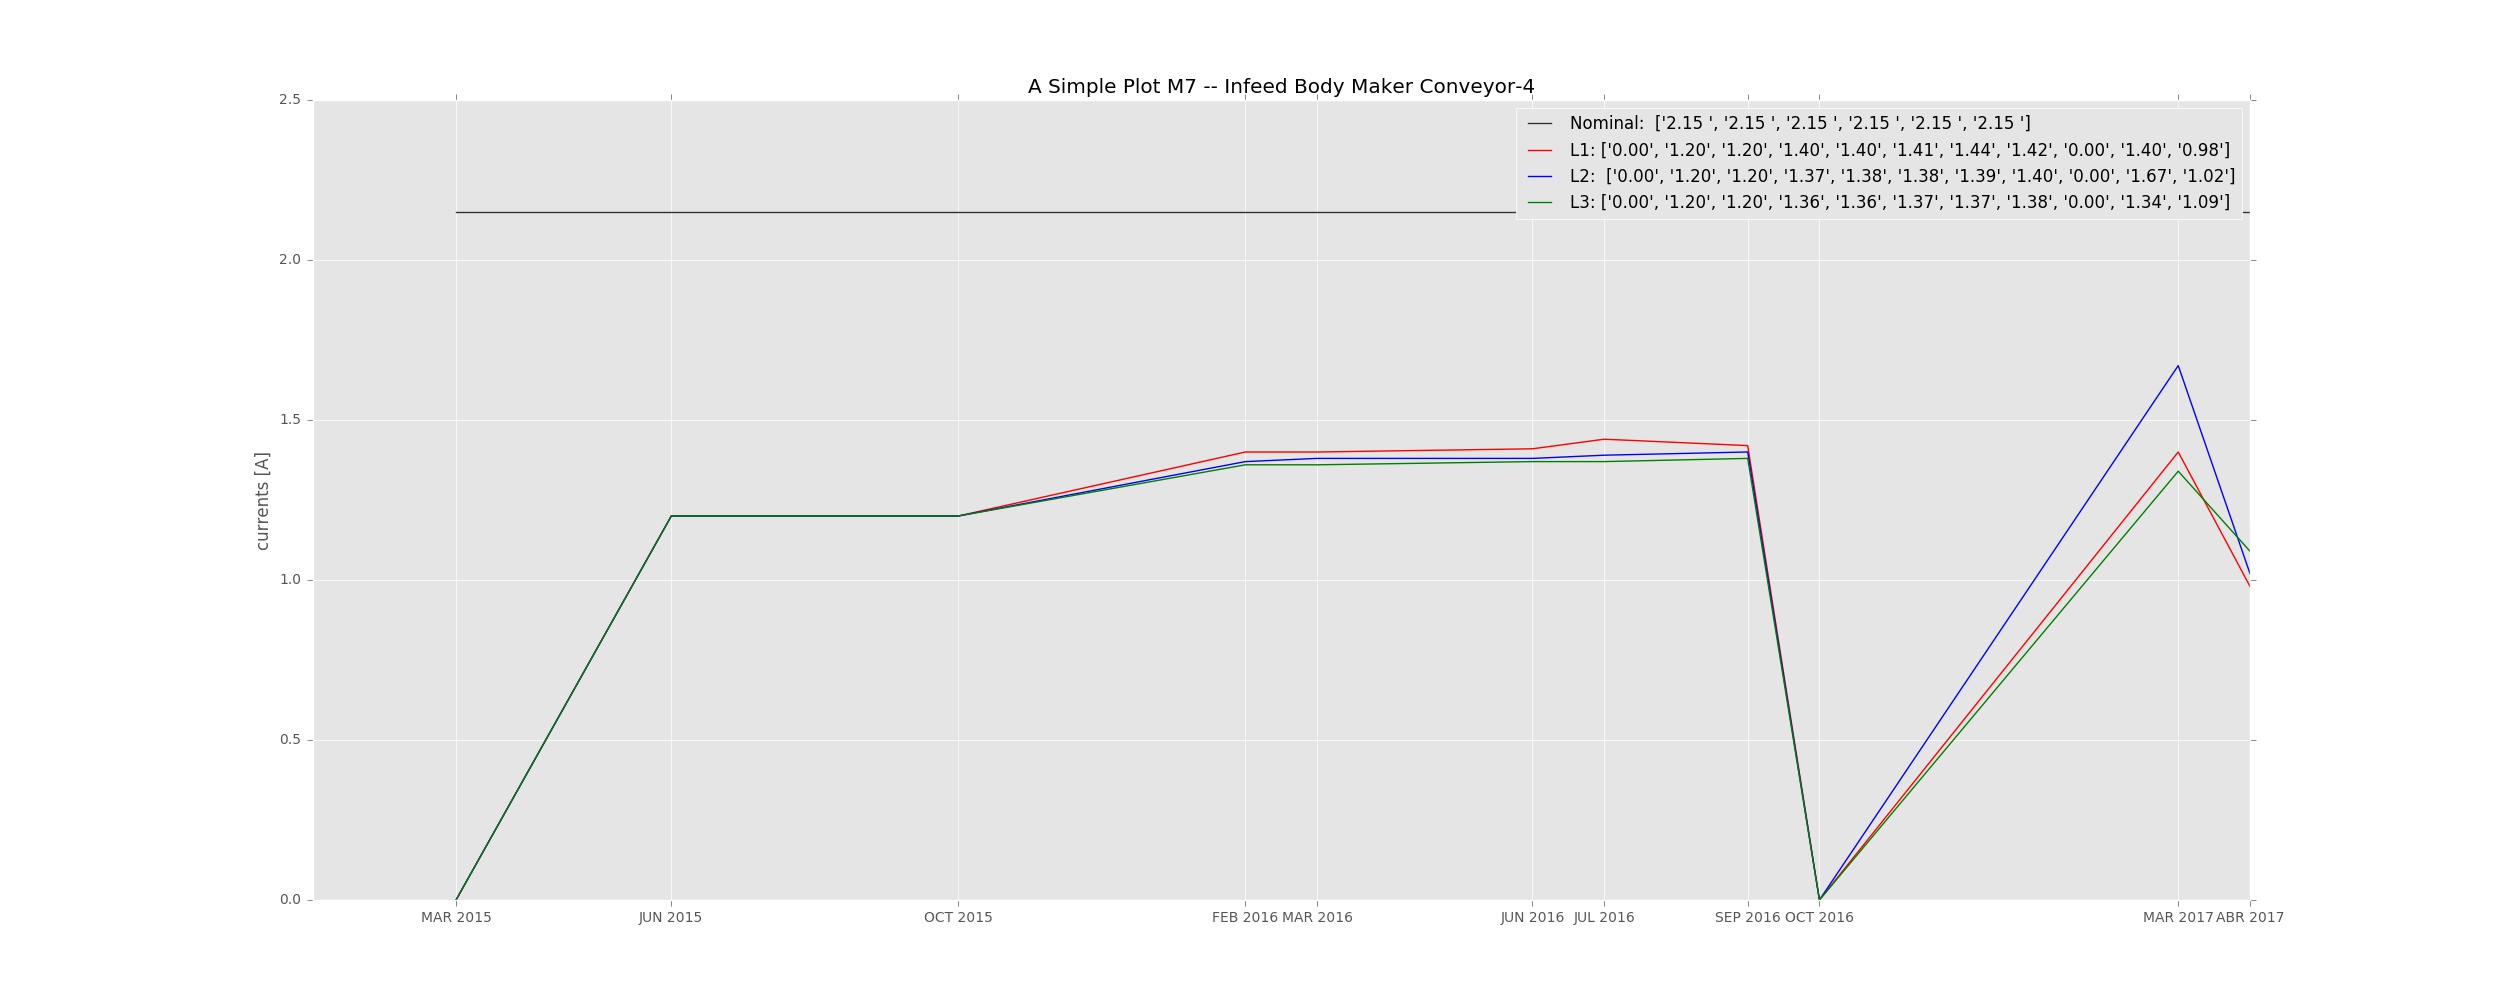 A Simple Plot M7 -- Infeed Body Maker Conveyor-4
Nominal:  ['2.15 ', '2.15 ', '2.15 ', '2.15 ', '2.15 ', '2.15 ']
L1: ['0.00', '1.20', '1.20', '1.40', '1.40', '1.41', '1.44', '1.42', '0.00', '1.40', '0.98']
L2:  ['0.00', '1.20', '1.20', '1.37', '1.38', '1.38', '1.39', '1.40', '0.00', '1.67', '1.02']
L3: ['0.00', '1.20', '1.20', '1.36', '1.36', '1.37', '1.37', '1.38', '0.00', '1.34', '1.09']
currents [A]
2.5
2.0
1.5
1.0
0.5
0.0
MAR 2015 JUN 2015 OCT 2015 FEB 2016 MAR 2016 JUN 2016 JUL 2016 SEP 2016 OCT 2016 MAR 2017 ABR 2017